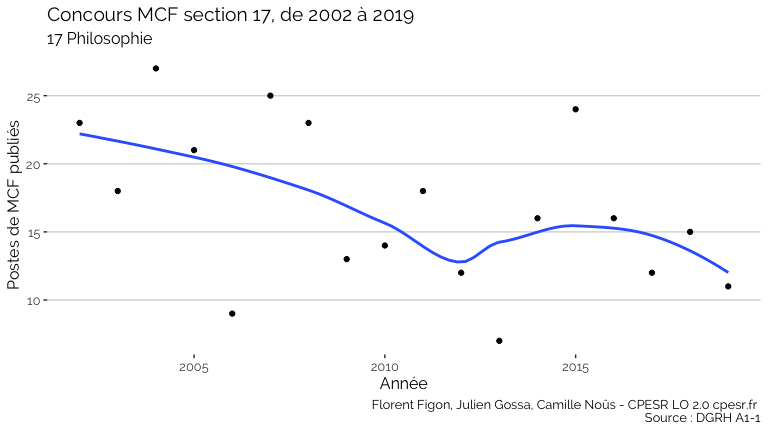 Concours MCF section 17, de 2002 à 2019
17 Philosophie
Postes de MCF publiés
25
20
15
10
2005 2010 2015
Année
Florent Figon, Julien Gossa, Camille Noûs - CPESR LO 2.0 cpesr.fr
Source : DGRH A1-1